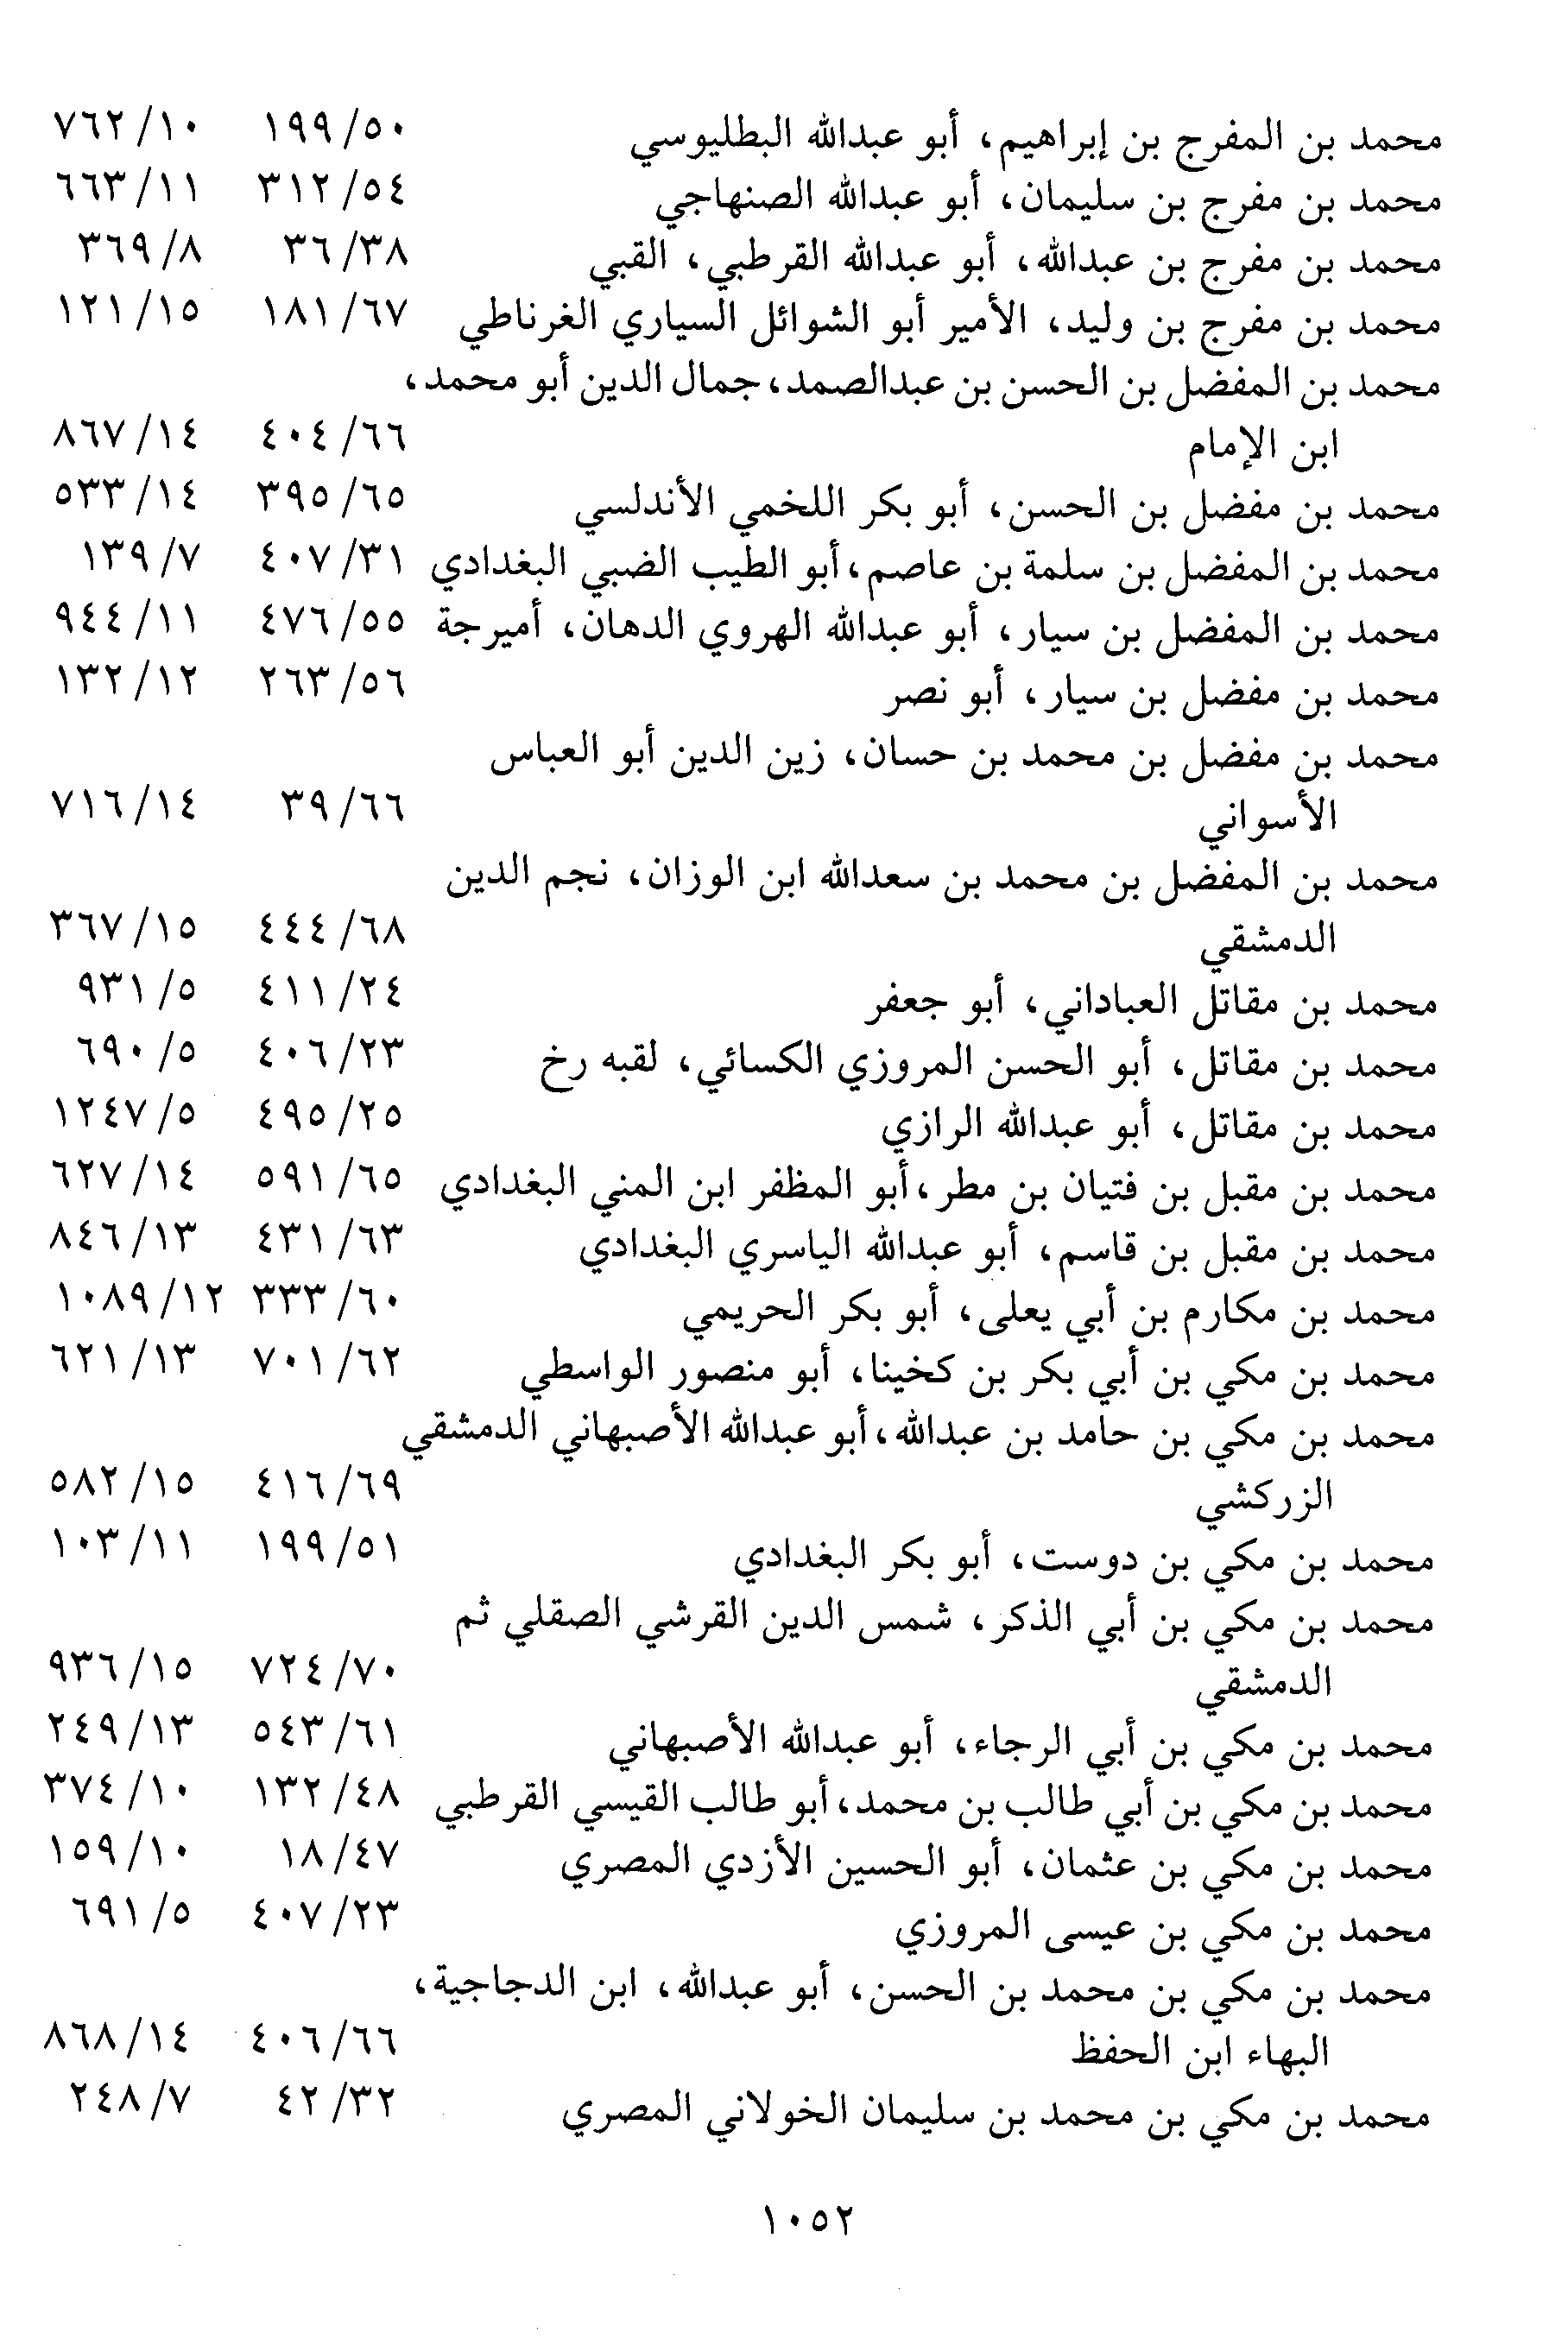 محمد بن المفرج بن إبراهيم، أبو عبدالله البطليوسي ٥٠/١٩٩ ١٠/٧٦٢
محمد بن مفرج بن سليمان، أبو عبدالله الصنهاجي ٥٤/٣١٢ ١١/٦٦٣
محمد بن مفرج بن عبدالله، أبو عبدالله القرطبي، القبي ٣٨/٣٦ ٨/٣٦٩
محمد بن مفرج بن وليد، الأمير أبو الشوائل السياري الغرناطي ٦٧/١٨١ ١٥/١٢١
محمد بن المفضل بن الحسن بن عبدالصمد، جمال الدين أبو محمد،
ابن الإمام ٦٦/٤٠٤ ١٤/٨٦٧
محمد بن مفضل بن الحسن، أبو بكر اللخمي الأندلسي ٦٥/٣٩٥ ١٤/٥٣٣
محمد بن المفضل بن سلمة بن عاصم، أبو الطيب الضبي البغدادي ٣١/٤٠٧ ٧/١٣٩
محمد بن المفضل بن سيار، أبو عبدالله الهروي الدهان، أميرجة ٥٥/٤٧٦ ١١/٩٤٤
محمد بن مفضل بن سيار، أبو نصر ٥٦/٢٦٣ ١٢/١٣٢
محمد بن مفضل بن محمد بن حسان، زين الدين أبو العباس
الأسواني ٦٦/٣٩ ١٤/٧١٦
محمد بن المفضل بن محمد بن سعدالله ابن الوزان، نجم الدين
الدمشقي ٦٨/٤٤٤ ١٥/٣٦٧
محمد بن مقاتل العباداني، أبو جعفر ٢٤/٤١١ ٥/٩٣١
محمد بن مقاتل، أبو الحسن المروزي الكسائي، لقبه رخ ٢٣/٤٠٦ ٥/٦٩٠
محمد بن مقاتل، أبو عبدالله الرازي ٢٥/٤٩٥ ٥/١٢٤٧
محمد بن مقبل بن فتيان بن مطر، أبو المظفر ابن المني البغدادي ٦٥/٥٩١ ١٤/٦٢٧
محمد بن مقبل بن قاسم، أبو عبدالله الياسري البغدادي ٦٣/٤٣١ ١٣/٨٤٦
محمد بن مكارم بن أبي يعلى، أبو بكر الحريمي ٦٠/٣٣٣ ١٢/١٠٨٩
محمد بن مكي بن أبي بكر بن كخينا، أبو منصور الواسطي ٦٢/٧٠١ ١٣/٦٢١
محمد بن مكي بن حامد بن عبدالله، أبو عبدالله الأصبهاني الدمشقي
الزركشي ٦٩/٤١٦ ١٥/٥٨٢
محمد بن مكي بن دوست، أبو بكر البغدادي ٥١/١٩٩ ١١/١٠٣
محمد بن مكي بن أبي الذكر، شمس الدين القرشي الصقلي ثم
الدمشقي ٧٠/٧٢٤ ١٥/٩٣٦
محمد بن مكي بن أبي الرجاء، أبو عبدالله الأصبهاني ٦١/٥٤٣ ١٣/٢٤٩
محمد بن مكي بن أبي طالب بن محمد، أبو طالب القيسي القرطبي ٤٨/١٣٢ ١٠/٣٧٤
محمد بن مكي بن عثمان، أبو الحسين الأزدي المصري ٤٧/١٨ ١٠/١٥٩
محمد بن مكي بن عيسى المروزي ٢٣/٤٠٧ ٥/٦٩١
محمد بن مكي بن محمد بن الحسن، أبو عبدالله، ابن الدجاجية،
البهاء ابن الحفظ ٦٦/٤٠٦ ١٤/٨٦٨
محمد بن مكي بن محمد بن سليمان الخولاني المصري ٣٢/٤٢ ٧/٢٤٨
١٠٥٢